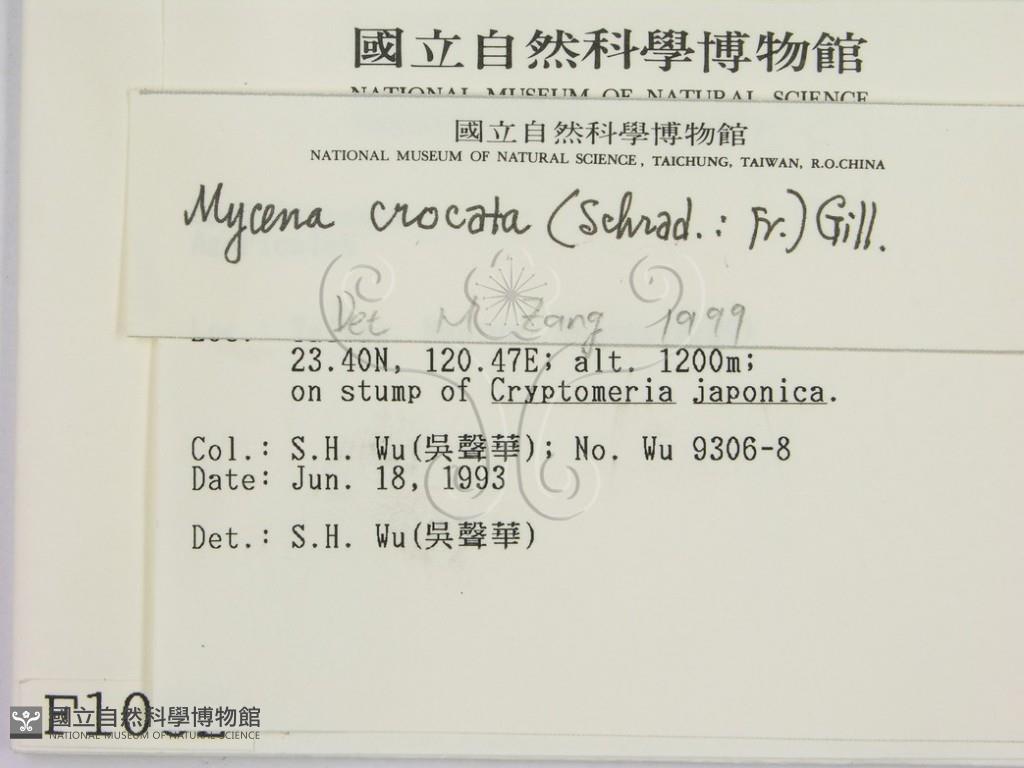 國立自然科學博物館
NATIONAL MUSEUM OF NATURAL SCIENCE
國立自然科學博物館
NATIONAL MUSEUM OF NATURAL SCIENCE, TAICHUNG, TAIWAN, R.O.CHINA
Mycena crocata (Schrad.: Fr.) Gill.
Det M. Zang 1999
23.40N, 120.47E; alt. 1200m;
on stump of Cryptomeria japonica.
Col.: S.H. Wu(吳聲華); No. Wu 9306-8
Date: Jun. 18, 1993
Det.: S.H. Wu(吳聲華)
國立自然科學博物館
NATIONAL MUSEUM OF NATURAL SCIENCE